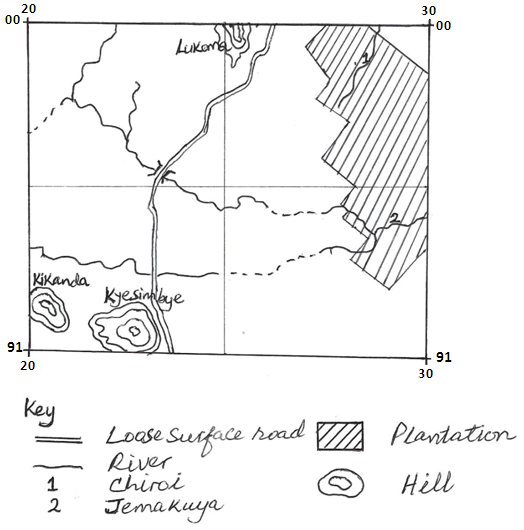 20 30
00 00
Lukoma
1
2
Kikanda
Kyesimbye
91 91
20 30
Key
Loose surface road
Plantation
River
1 Chiroi
Hill
2 Jemakuya